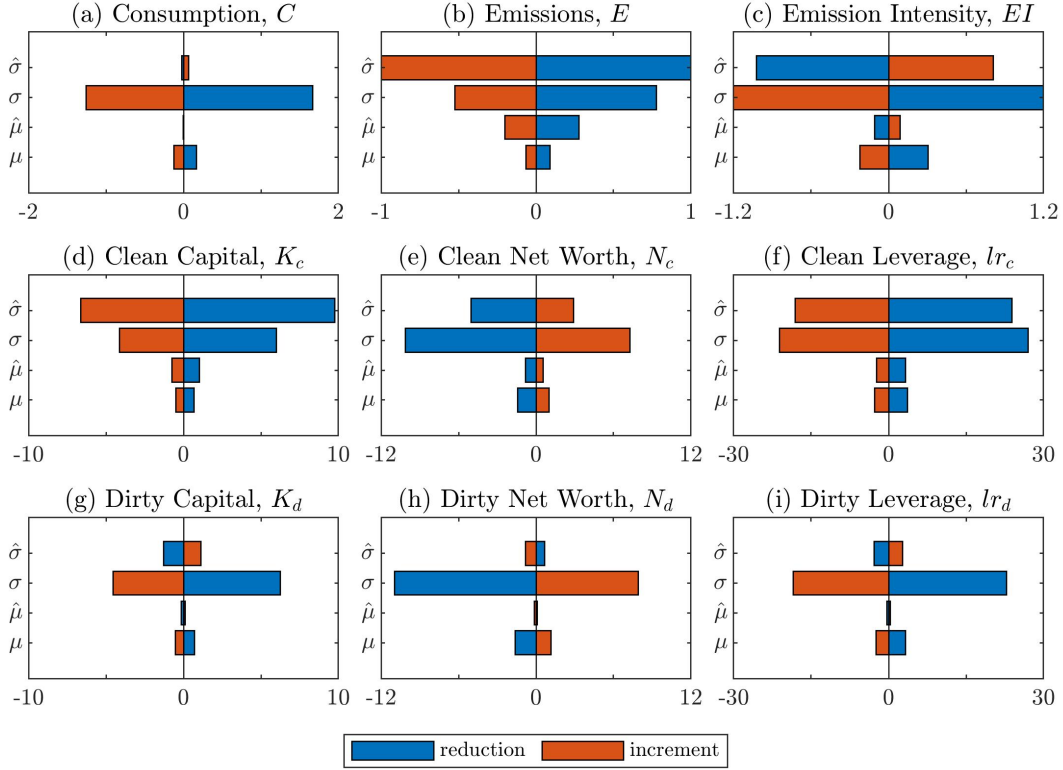 (a) Consumption, C
(b) Emissions, E
(c) Emission Intensity, EI
σ̂
σ
μ̂
μ
-2 0 2
σ̂
σ
μ̂
μ
-1 0 1
σ̂
σ
μ̂
μ
-1.2 0 1.2
(d) Clean Capital, K_c
(e) Clean Net Worth, N_c
(f) Clean Leverage, lr_c
σ̂
σ
μ̂
μ
-10 0 10
σ̂
σ
μ̂
μ
-12 0 12
σ̂
σ
μ̂
μ
-30 0 30
(g) Dirty Capital, K_d
(h) Dirty Net Worth, N_d
(i) Dirty Leverage, lr_d
σ̂
σ
μ̂
μ
-10 0 10
σ̂
σ
μ̂
μ
-12 0 12
σ̂
σ
μ̂
μ
-30 0 30
reduction increment